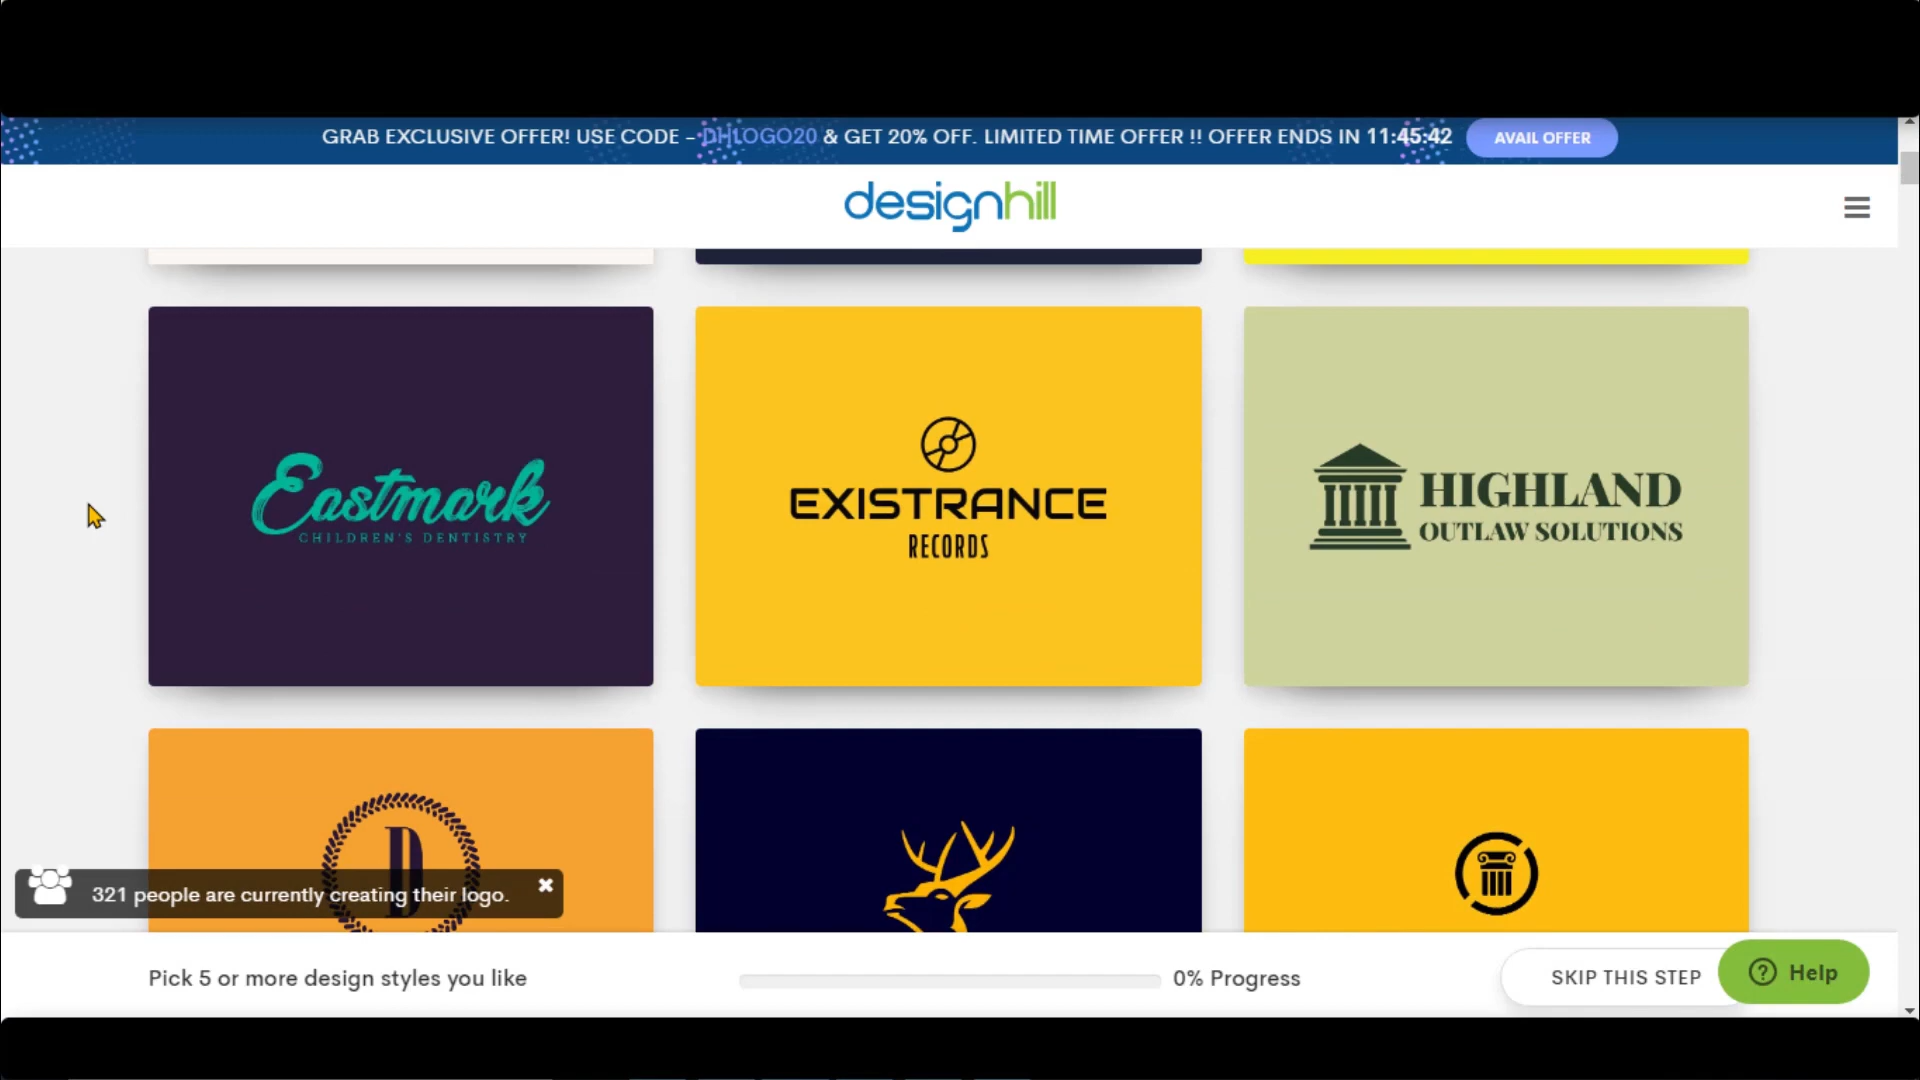 GRAB EXCLUSIVE OFFER! USE CODE - DHLOGO20 & GET 20% OFF. LIMITED TIME OFFER !! OFFER ENDS IN 11:45:42
AVAIL OFFER
designhill
Eastmark
CHILDREN'S DENTISTRY
EXISTRANCE
RECORDS
HIGHLAND
OUTLAW SOLUTIONS
D
321 people are currently creating their logo.
Pick 5 or more design styles you like
0% Progress
SKIP THIS STEP
Help